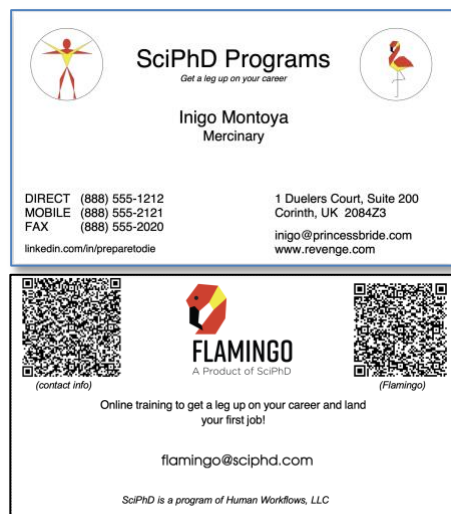 SciPhD Programs
Get a leg up on your career
Inigo Montoya
Mercinary
DIRECT (888) 555-1212
MOBILE (888) 555-2121
FAX (888) 555-2020
linkedin.com/in/preparetodie
1 Duelers Court, Suite 200
Corinth, UK 2084Z3
inigo@princessbride.com
www.revenge.com
FLAMINGO
A Product of SciPhD
(contact info)
(Flamingo)
Online training to get a leg up on your career and land
your first job!
flamingo@sciphd.com
SciPhD is a program of Human Workflows, LLC